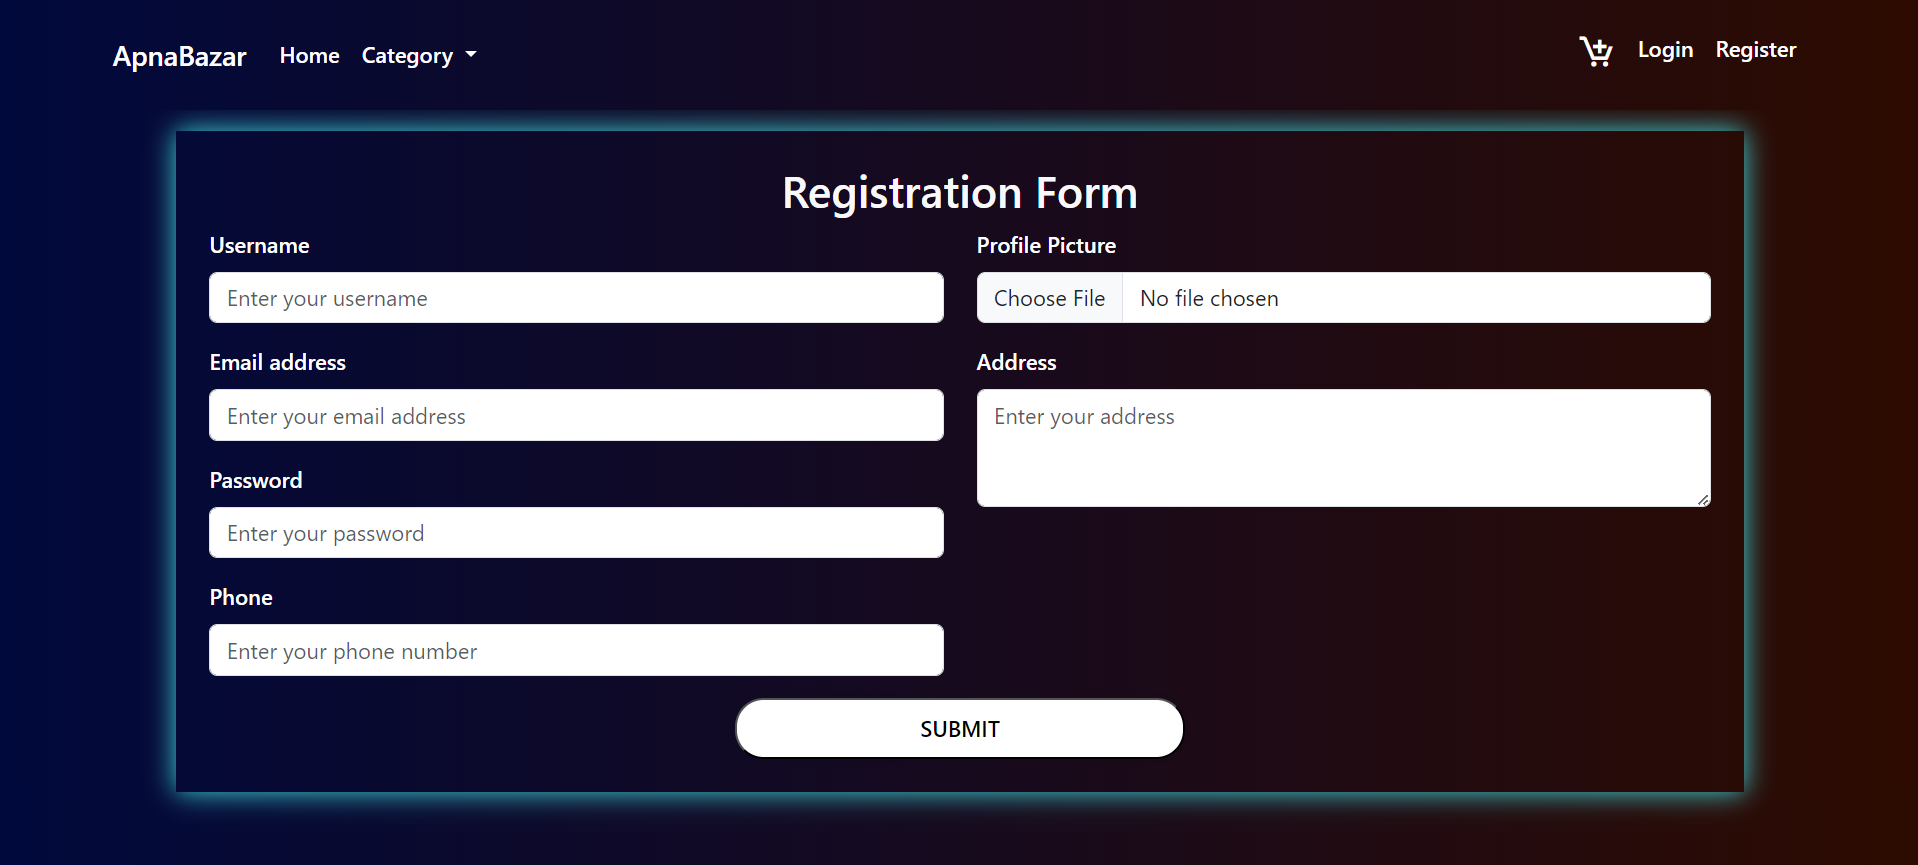 ApnaBazar Home Category Login Register
Registration Form
Username
Enter your username
Email address
Enter your email address
Password
Enter your password
Phone
Enter your phone number
Profile Picture
Choose File No file chosen
Address
Enter your address
SUBMIT